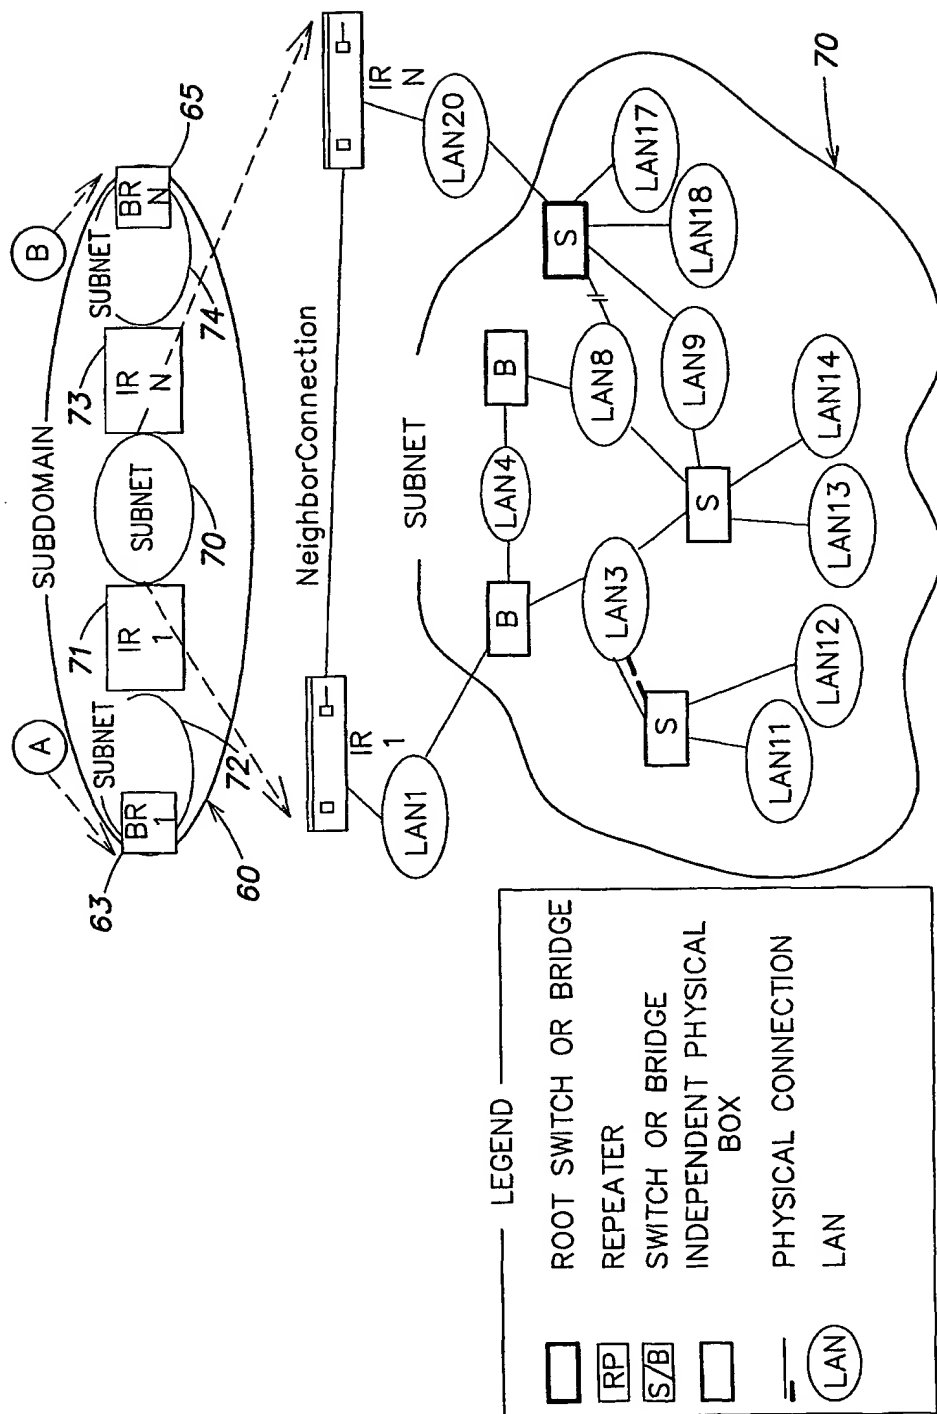 SUBDOMAIN
A
B
63
BR
1
SUBNET
71
IR
1
SUBNET
73
IR
N
SUBNET
BR
N
65
60
72
70
74
NeighborConnection
IR
1
IR
N
LAN1
LAN20
SUBNET
70
B
LAN4
B
S
LAN3
LAN8
LAN9
LAN17
LAN18
S
S
LAN11
LAN12
LAN13
LAN14
LEGEND
ROOT SWITCH OR BRIDGE
RP
REPEATER
S/B
SWITCH OR BRIDGE
INDEPENDENT PHYSICAL
BOX
PHYSICAL CONNECTION
LAN
LAN